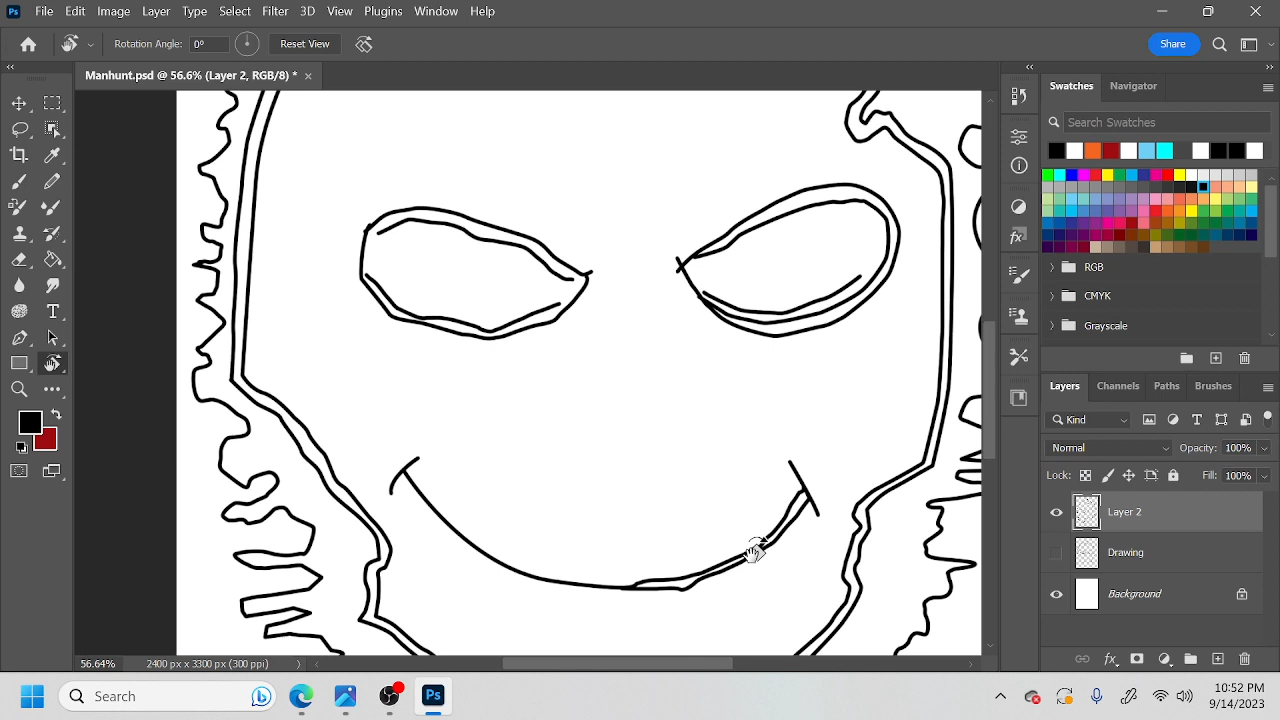 Ps File Edit Image Layer Type Select Filter 3D View Plugins Window Help
Rotation Angle: 0° Reset View Share
Manhunt.psd @ 56.6% (Layer 2, RGB/8) * ×
Swatches Navigator
Search Swatches
RGB
CMYK
Grayscale
Layers Channels Paths Brushes
Kind
Normal Opacity: 100%
Lock: Fill: 100%
Layer 2
Drawing
Background
56.64% 2400 px x 3300 px (300 ppi)
Search Ps 10:52 PM
9/14/2023